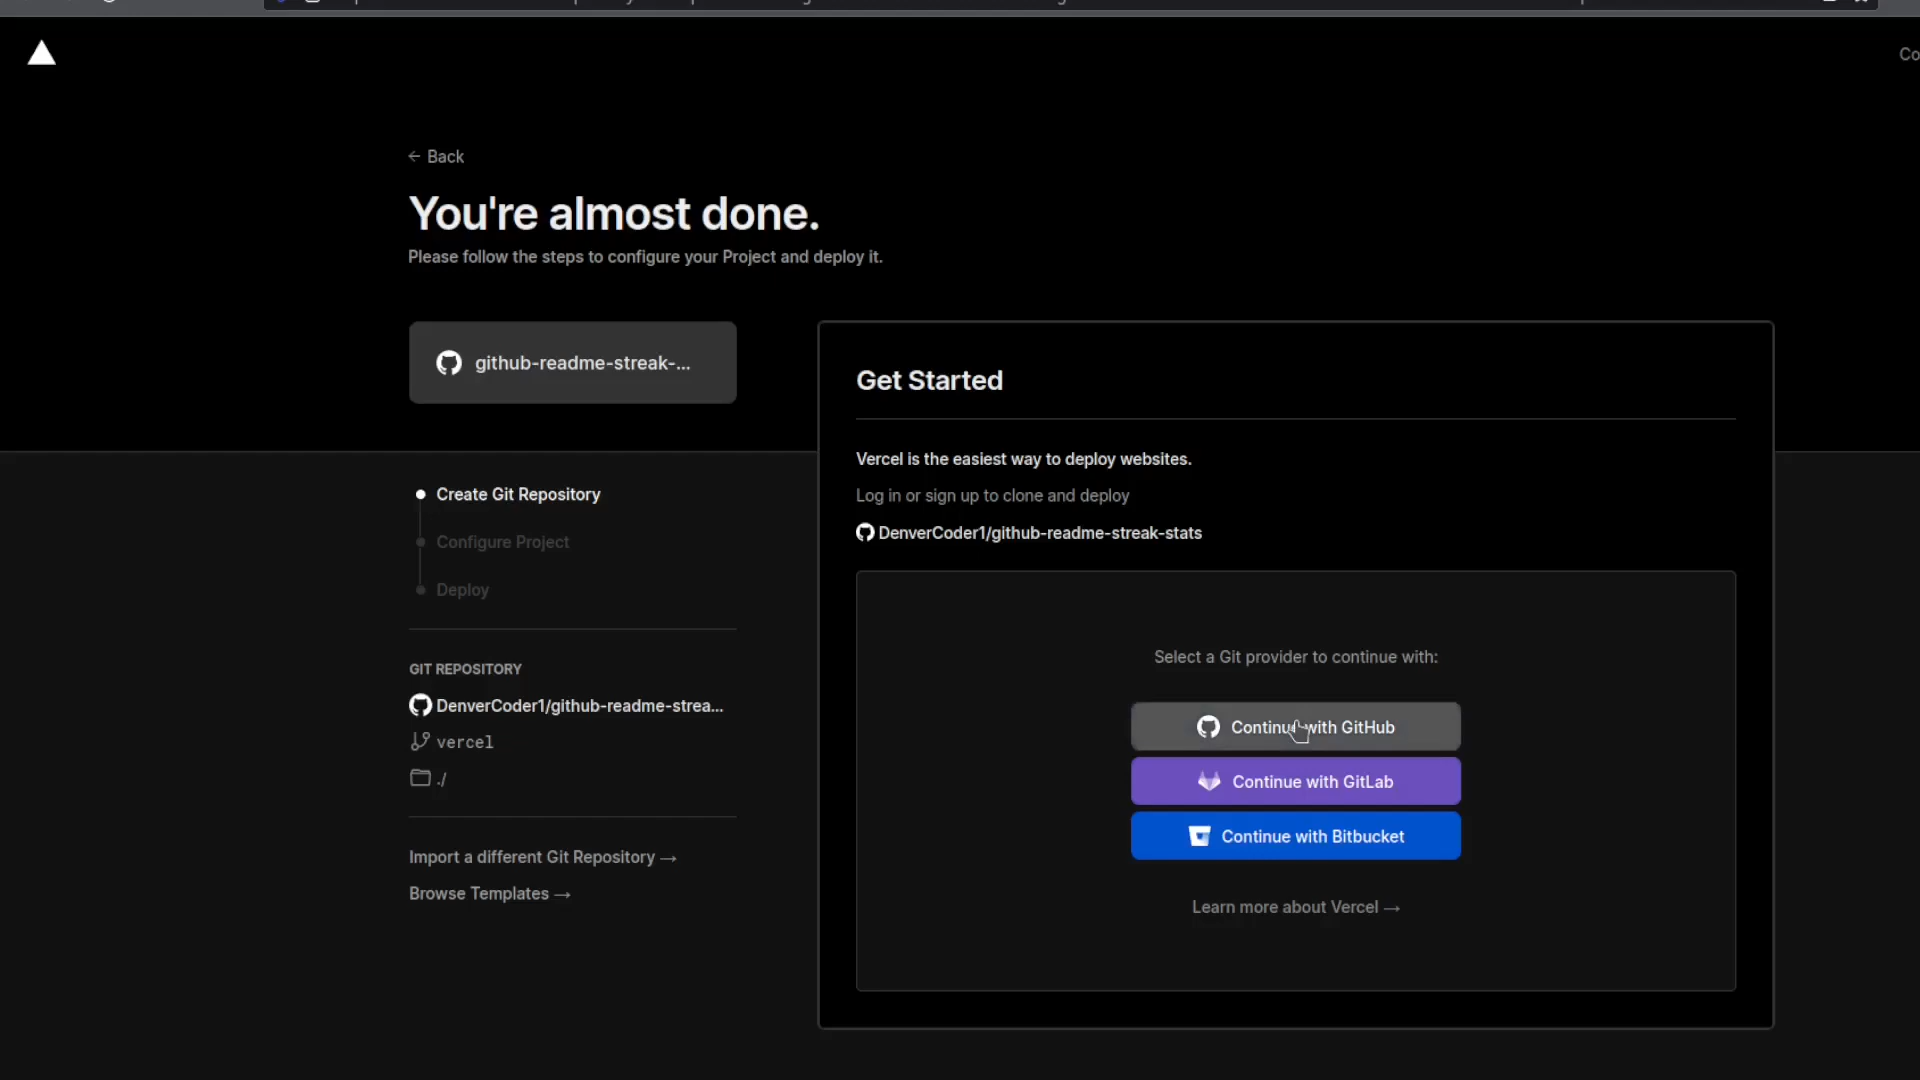 Co
← Back
You're almost done.
Please follow the steps to configure your Project and deploy it.
github-readme-streak-...
Create Git Repository
Configure Project
Deploy
GIT REPOSITORY
DenverCoder1/github-readme-strea...
vercel
./
Import a different Git Repository →
Browse Templates →
Get Started
Vercel is the easiest way to deploy websites.
Log in or sign up to clone and deploy
DenverCoder1/github-readme-streak-stats
Select a Git provider to continue with:
Continue with GitHub
Continue with GitLab
Continue with Bitbucket
Learn more about Vercel →